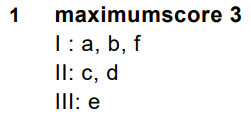 1 maximumscore 3
I : a, b, f
II: c, d
III: e